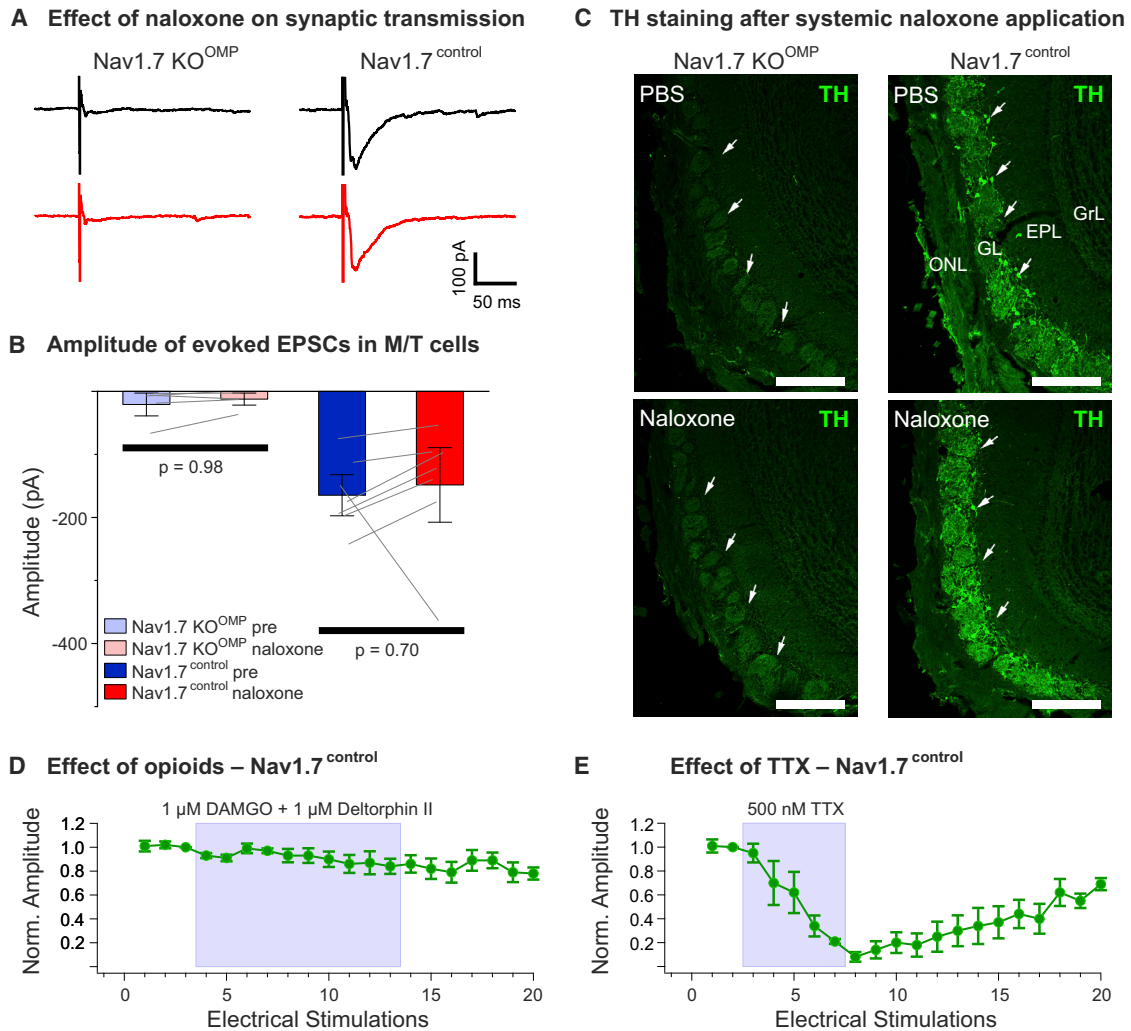 A Effect of naloxone on synaptic transmission
Nav1.7 KO^OMP
Nav1.7^control
100 pA
50 ms
B Amplitude of evoked EPSCs in M/T cells
Amplitude (pA)
-200
-400
p = 0.98
p = 0.70
Nav1.7 KO^OMP pre
Nav1.7 KO^OMP naloxone
Nav1.7^control pre
Nav1.7^control naloxone
C TH staining after systemic naloxone application
Nav1.7 KO^OMP
Nav1.7^control
PBS TH
PBS TH
ONL GL EPL GrL
Naloxone TH
Naloxone TH
D Effect of opioids – Nav1.7^control
1 µM DAMGO + 1 µM Deltorphin II
Norm. Amplitude
1.2
1.0
0.8
0.6
0.4
0.2
0 5 10 15 20
Electrical Stimulations
E Effect of TTX – Nav1.7^control
500 nM TTX
Norm. Amplitude
1.2
1.0
0.8
0.6
0.4
0.2
0 5 10 15 20
Electrical Stimulations